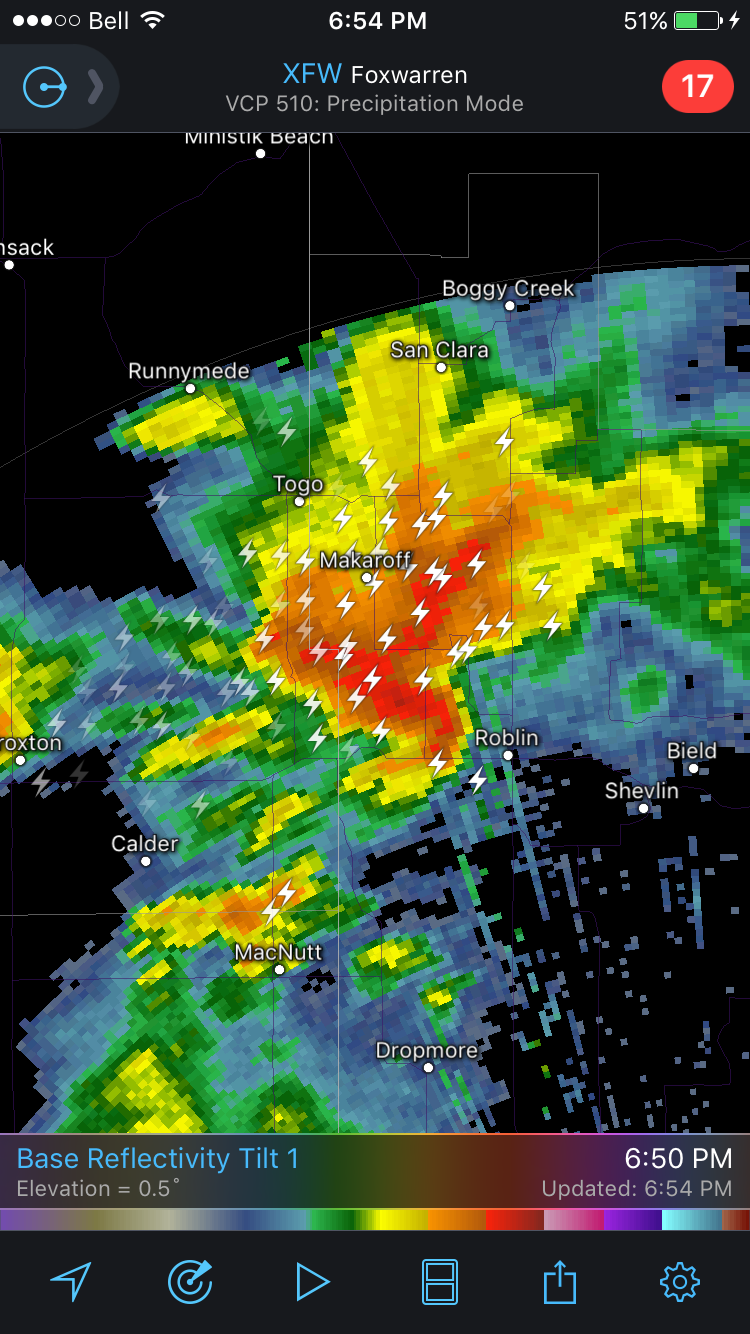 Bell 6:54 PM 51%
XFW Foxwarren 17
VCP 510: Precipitation Mode
Ministik Beach
nsack
Boggy Creek
San Clara
Runnymede
Togo
Makaroff
roxton
Roblin
Bield
Shevlin
Calder
MacNutt
Dropmore
Base Reflectivity Tilt 1 6:50 PM
Elevation = 0.5° Updated: 6:54 PM